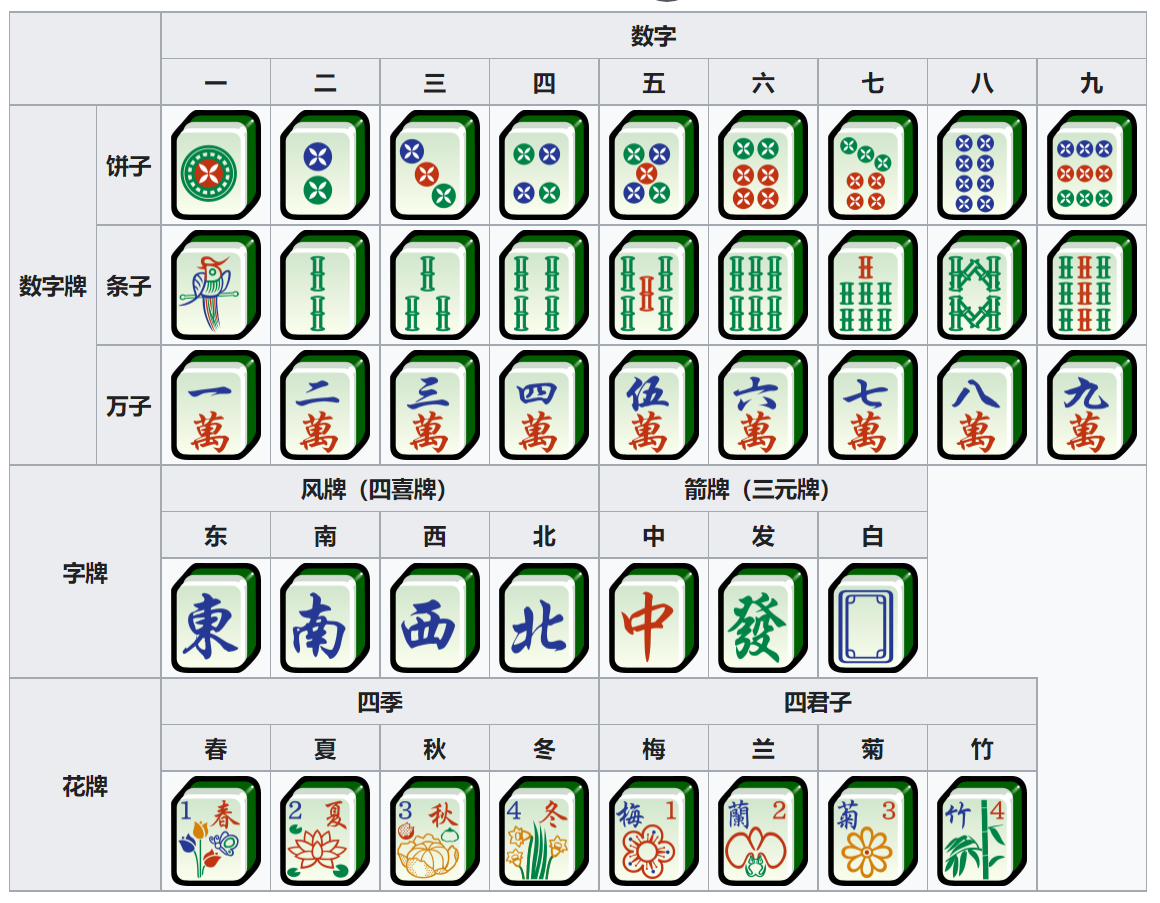 数字
一 二 三 四 五 六 七 八 九
数字牌
饼子
条子
万子
一 二 三 四 伍 六 七 八 九
萬 萬 萬 萬 萬 萬 萬 萬 萬
字牌
风牌（四喜牌） 箭牌（三元牌）
东 南 西 北 中 发 白
東 南 西 北 中 發
花牌
四季 四君子
春 夏 秋 冬 梅 兰 菊 竹
1 春 2 夏 3 秋 4 冬 梅 1 蘭 2 菊 3 竹 4